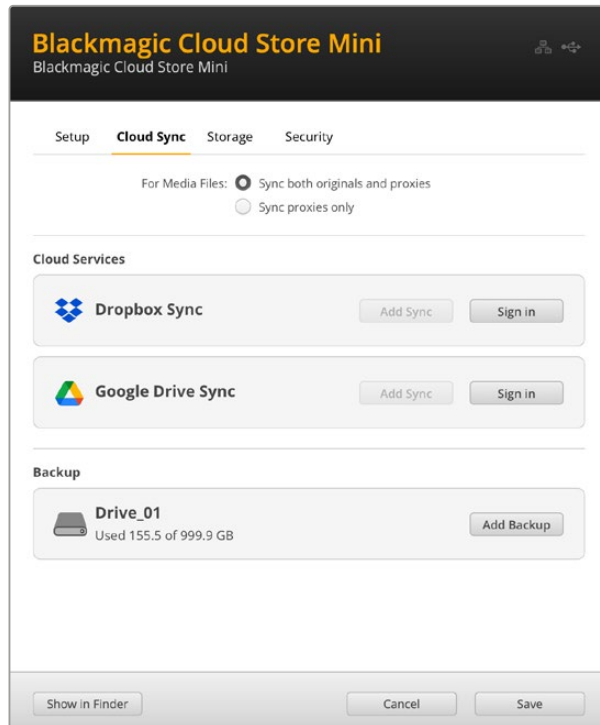 Blackmagic Cloud Store Mini
Blackmagic Cloud Store Mini
Setup Cloud Sync Storage Security
For Media Files: Sync both originals and proxies
Sync proxies only
Cloud Services
Dropbox Sync Add Sync Sign in
Google Drive Sync Add Sync Sign in
Backup
Drive_01
Used 155.5 of 999.9 GB
Add Backup
Show in Finder Cancel Save